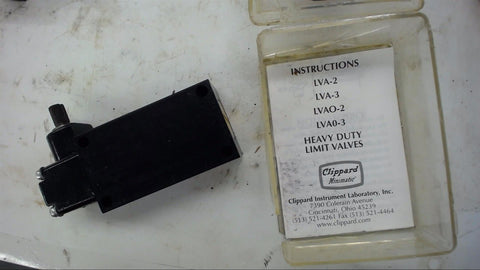 INSTRUCTIONS
LVA-2
LVA-3
LVAO-2
LVAO-3
HEAVY DUTY
LIMIT VALVES
Clippard
Minimatic
Clippard Instrument Laboratory, Inc.
7390 Colerain Avenue
Cincinnati, Ohio 45239
(513) 521-4261 Fax (513) 521-4464
www.clippard.com